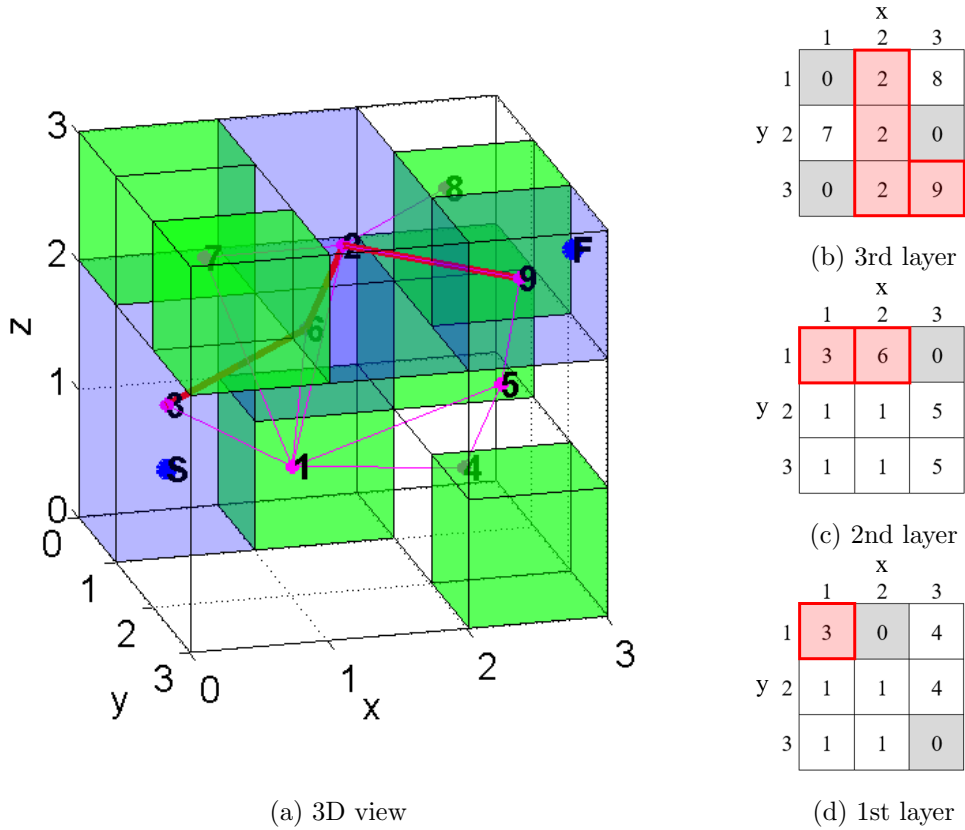 3
2
1
0
z
0
1
2
3
y
0
1
2
3
x
7
2
8
F
6
9
3
5
S
1
4
(a) 3D view
x
1 2 3
1 0 2 8
y 2 7 2 0
3 0 2 9
(b) 3rd layer
x
1 2 3
1 3 6 0
y 2 1 1 5
3 1 1 5
(c) 2nd layer
x
1 2 3
1 3 0 4
y 2 1 1 4
3 1 1 0
(d) 1st layer